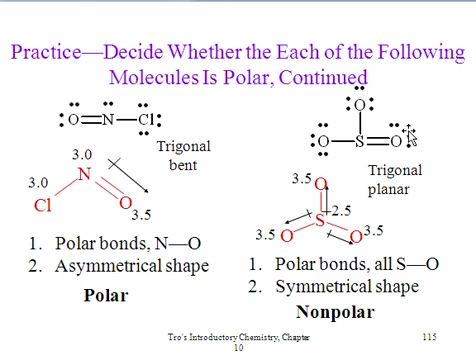 Practice—Decide Whether the Each of the Following
Molecules Is Polar, Continued
:O=N—Cl:
Trigonal
bent
3.0
N
3.0
Cl
O
3.5
1. Polar bonds, N—O
2. Asymmetrical shape
Polar
:O:
:O—S=O:
Trigonal
planar
3.5 O
2.5
S
3.5 O
O 3.5
1. Polar bonds, all S—O
2. Symmetrical shape
Nonpolar
Tro's Introductory Chemistry, Chapter
10
115